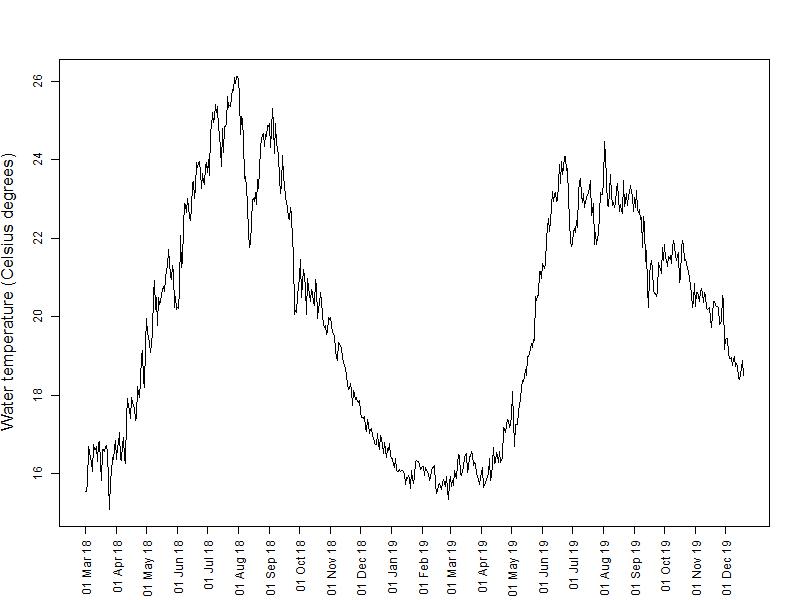 Water temperature (Celsius degrees)
26
24
22
20
18
16
01 Mar 18
01 Apr 18
01 May 18
01 Jun 18
01 Jul 18
01 Aug 18
01 Sep 18
01 Oct 18
01 Nov 18
01 Dec 18
01 Jan 19
01 Feb 19
01 Mar 19
01 Apr 19
01 May 19
01 Jun 19
01 Jul 19
01 Aug 19
01 Sep 19
01 Oct 19
01 Nov 19
01 Dec 19